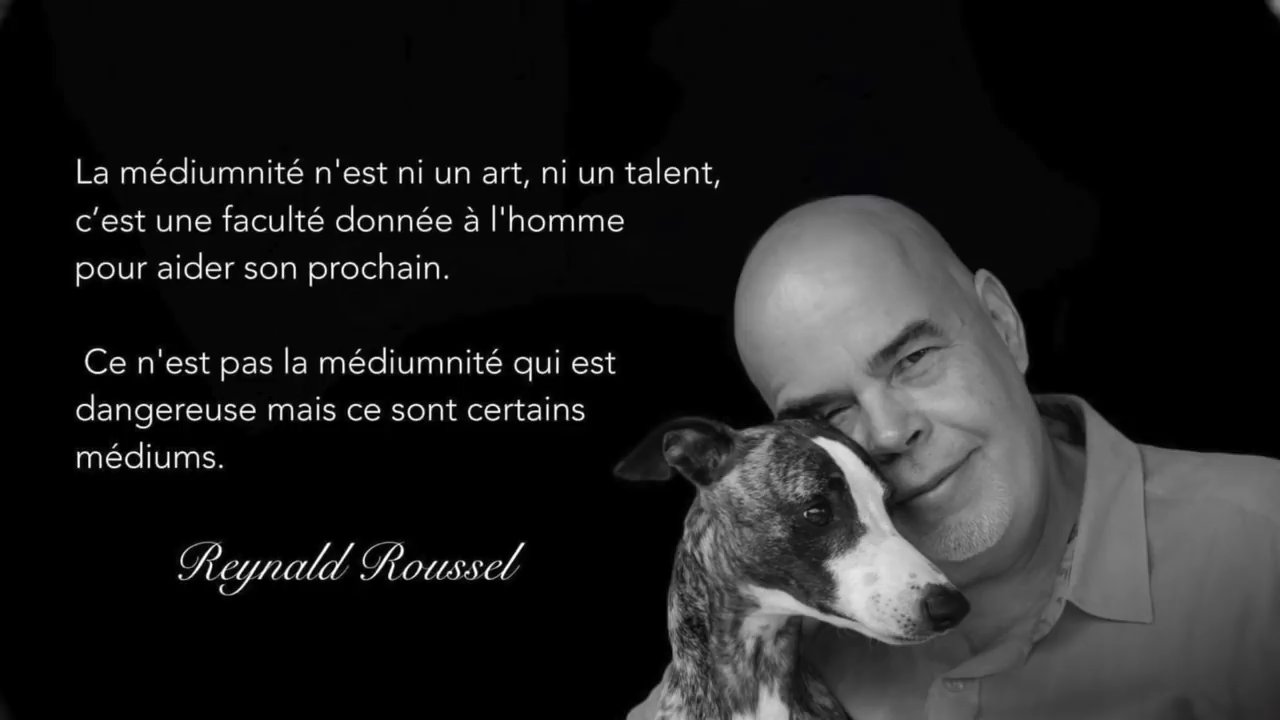 La médiumnité n'est ni un art, ni un talent,
c’est une faculté donnée à l'homme
pour aider son prochain.
Ce n'est pas la médiumnité qui est
dangereuse mais ce sont certains
médiums.
Reynald Roussel